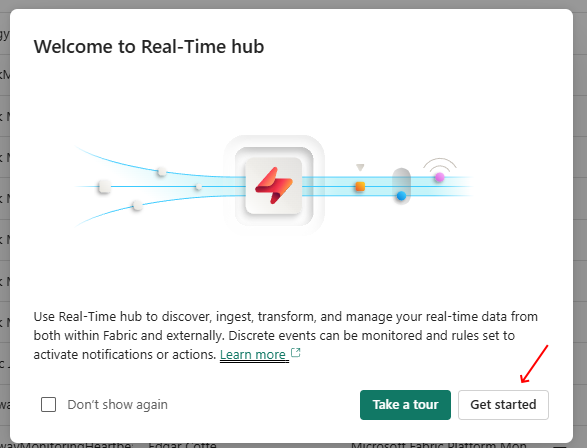 Welcome to Real-Time hub
Use Real-Time hub to discover, ingest, transform, and manage your real-time data from
both within Fabric and externally. Discrete events can be monitored and rules set to
activate notifications or actions. Learn more
Don't show again
Take a tour
Get started